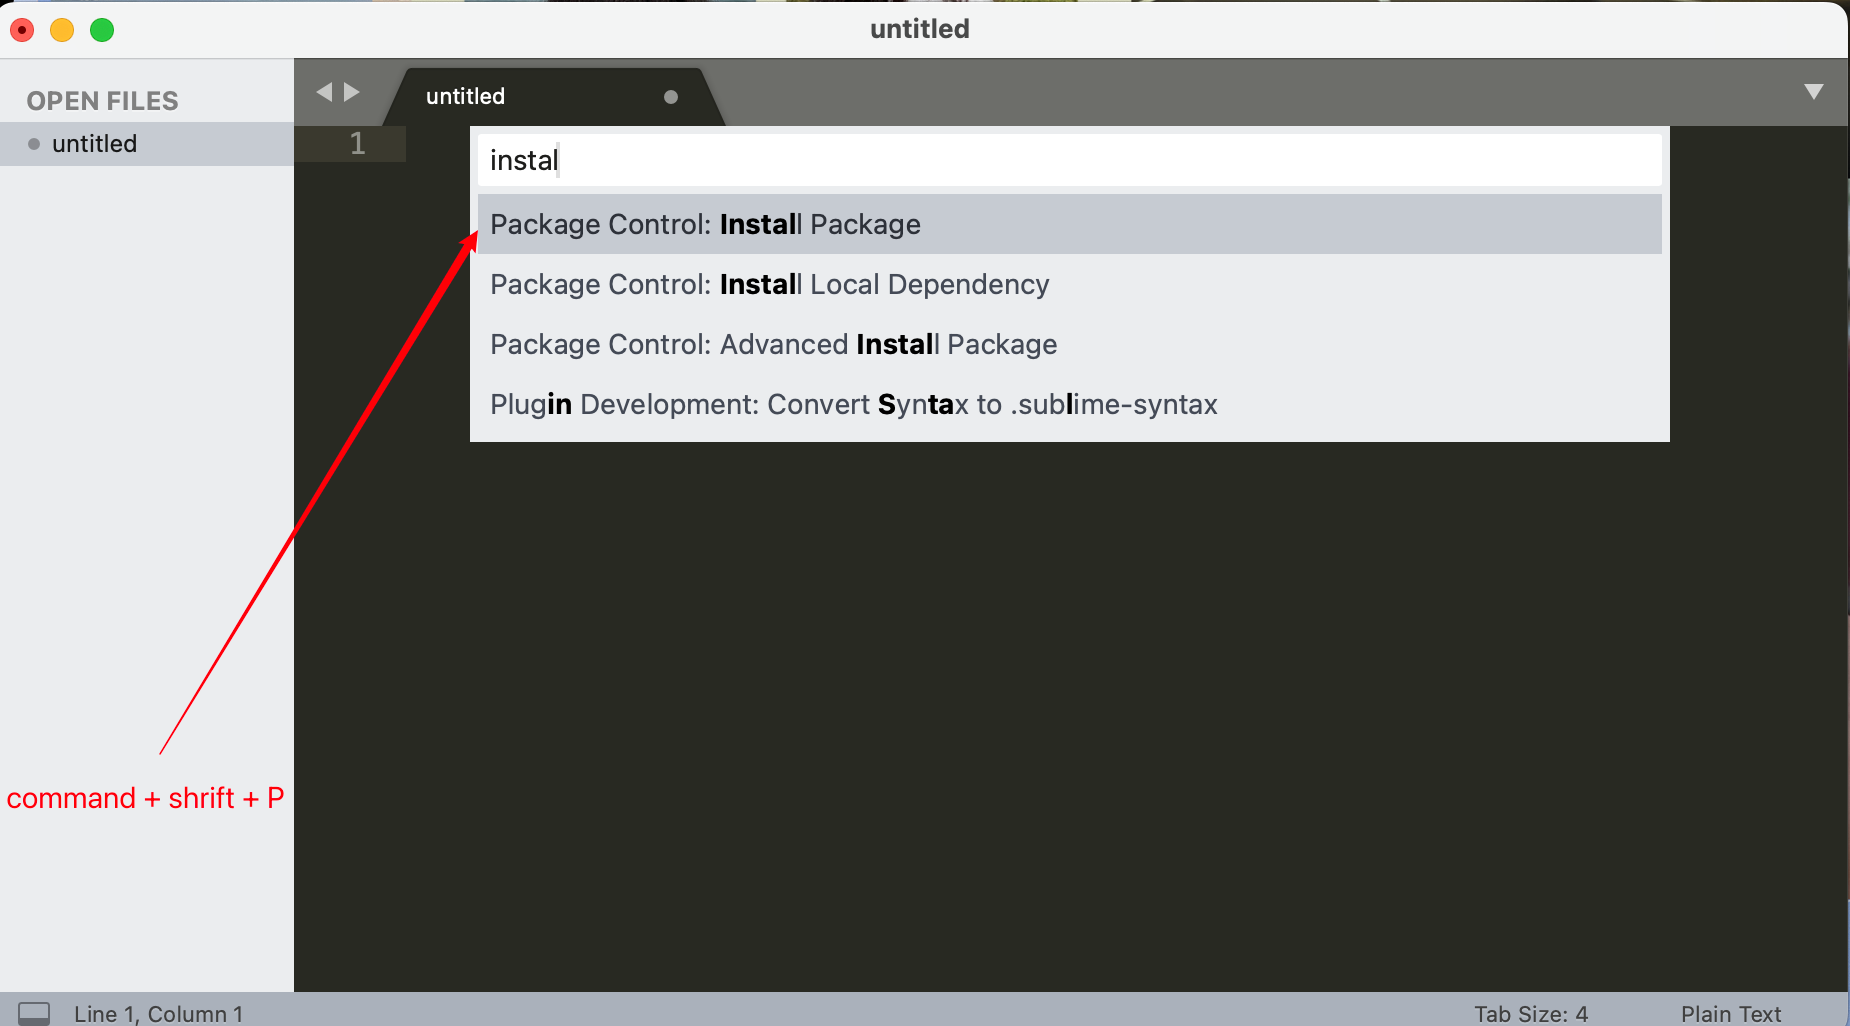 untitled
OPEN FILES
untitled
untitled
1
instal
Package Control: Install Package
Package Control: Install Local Dependency
Package Control: Advanced Install Package
Plugin Development: Convert Syntax to .sublime-syntax
command + shrift + P
Line 1, Column 1
Tab Size: 4
Plain Text